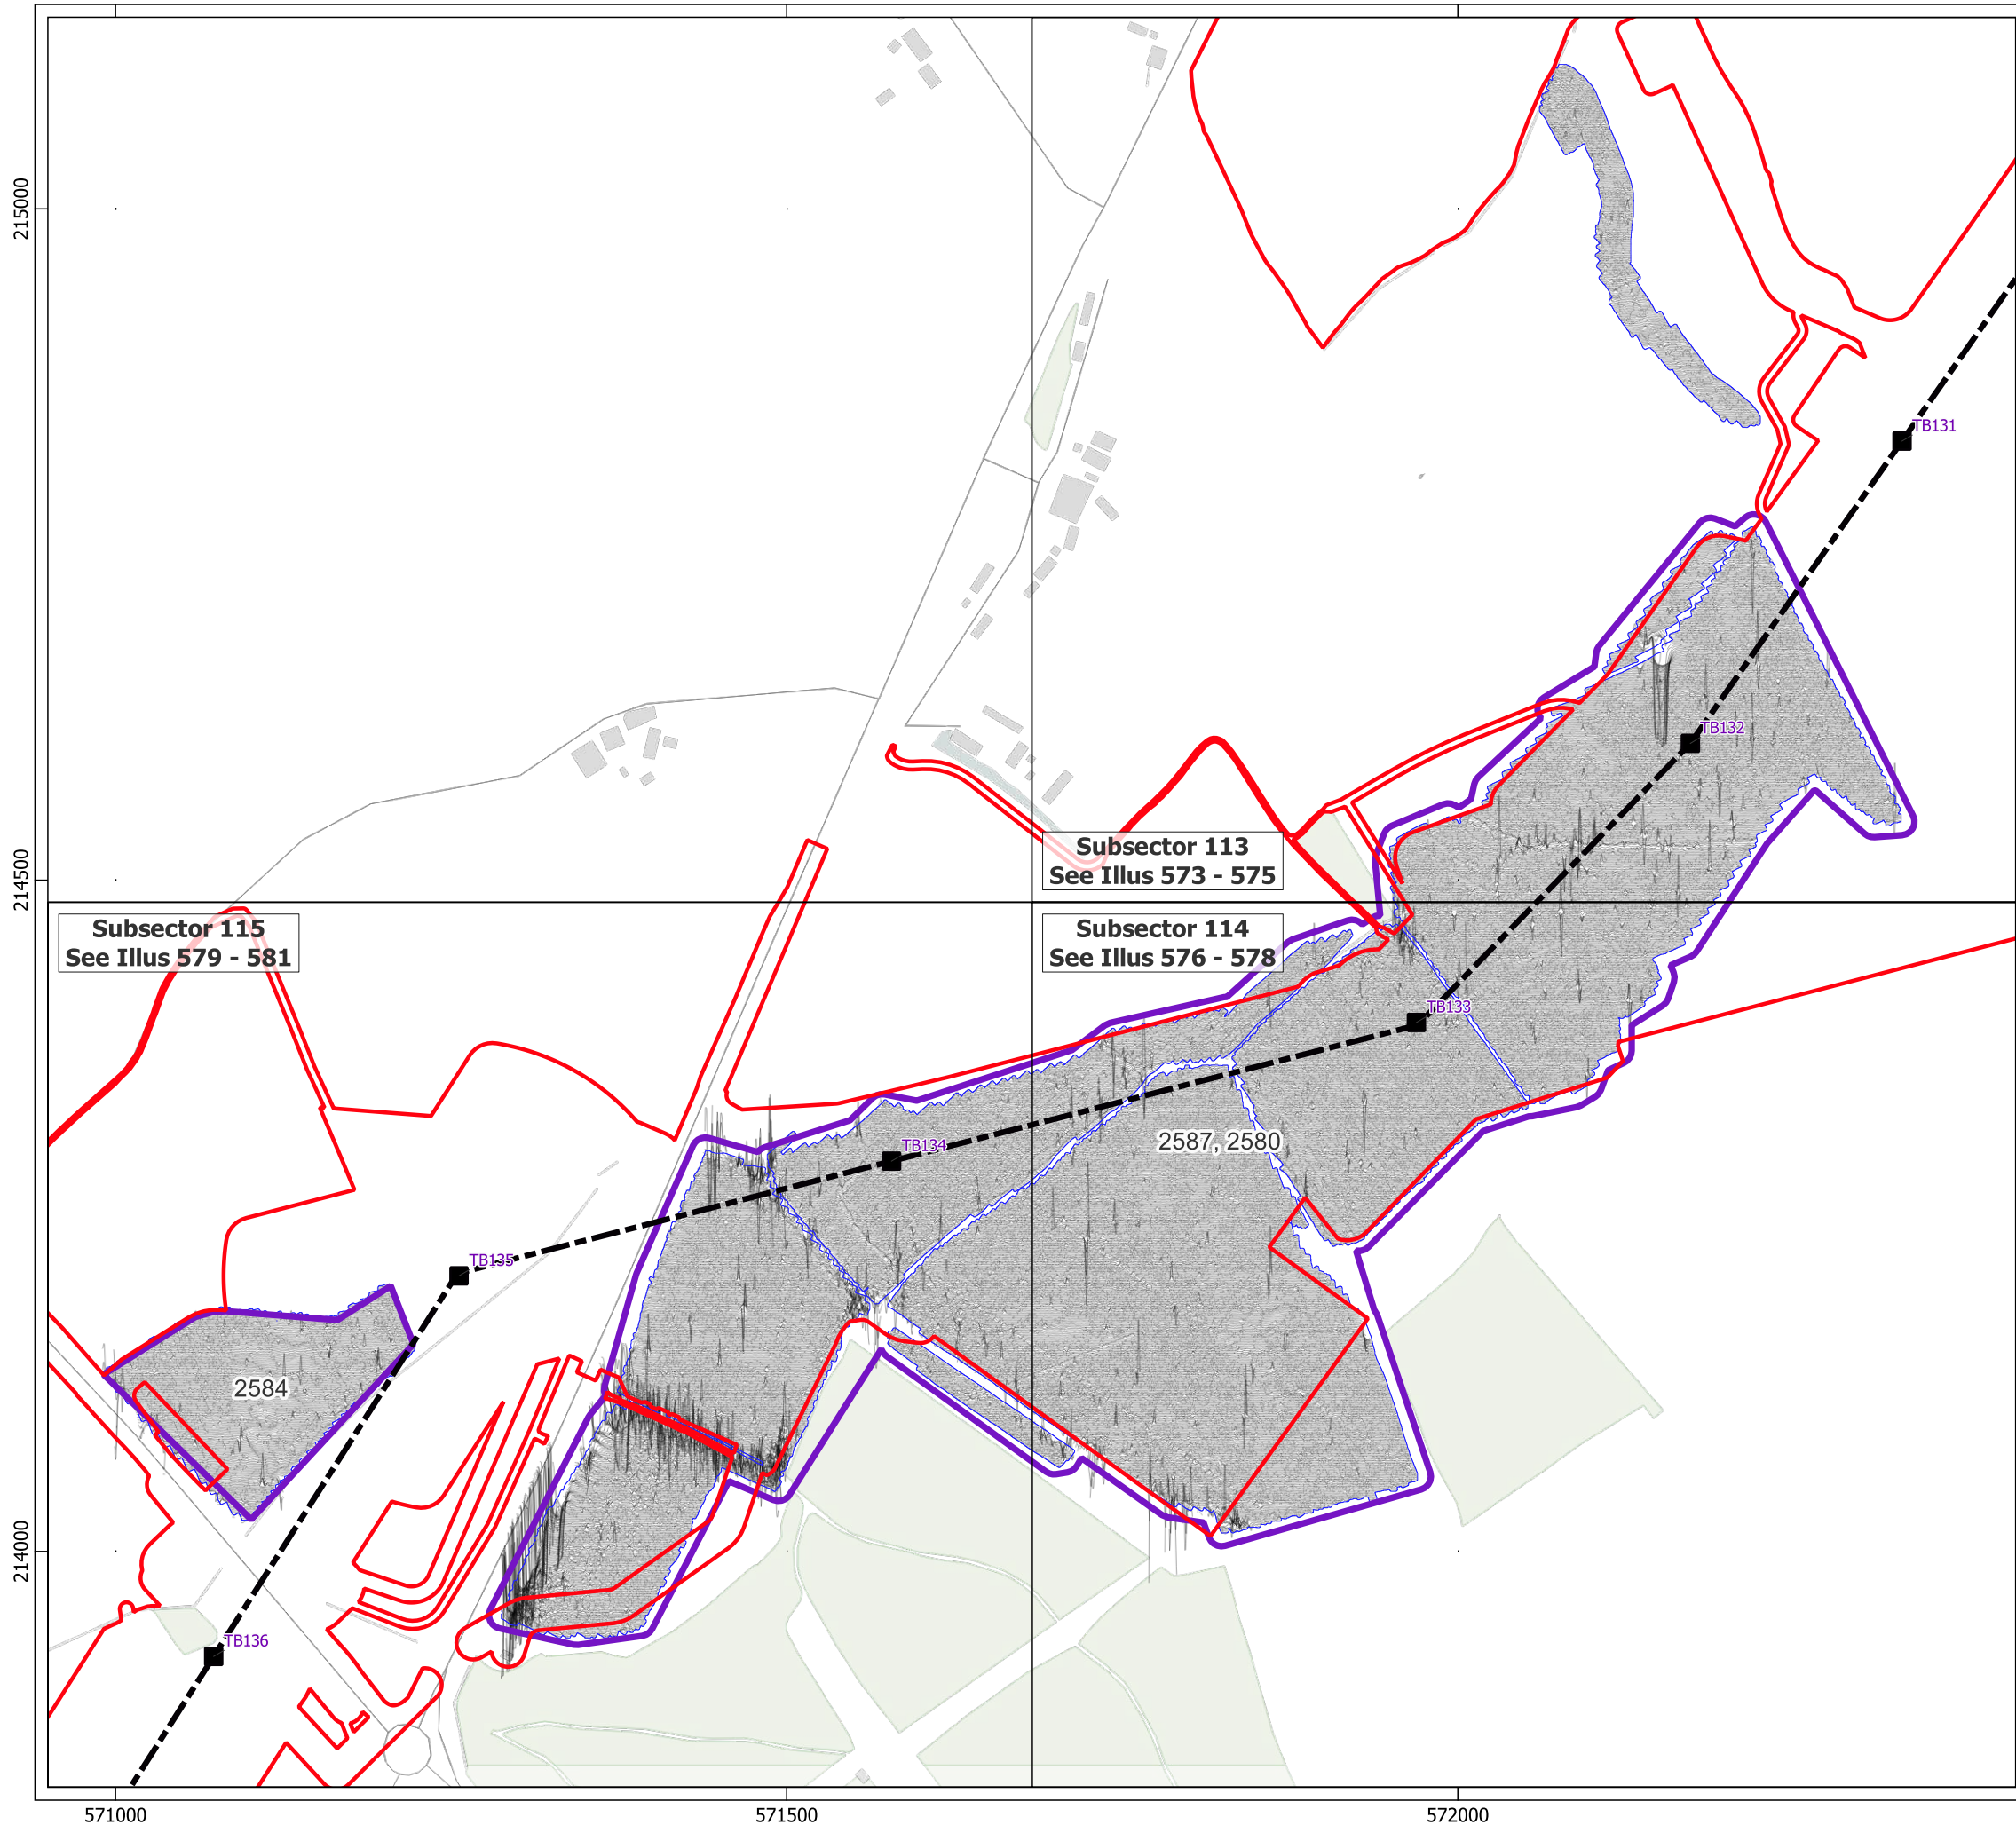 215000
TB131
TB132
214500
Subsector 113
See Illus 573 - 575
Subsector 115
See Illus 579 - 581
Subsector 114
See Illus 576 - 578
TB133
2587, 2580
TB134
TB135
2584
214000
TB136
571000
571500
572000